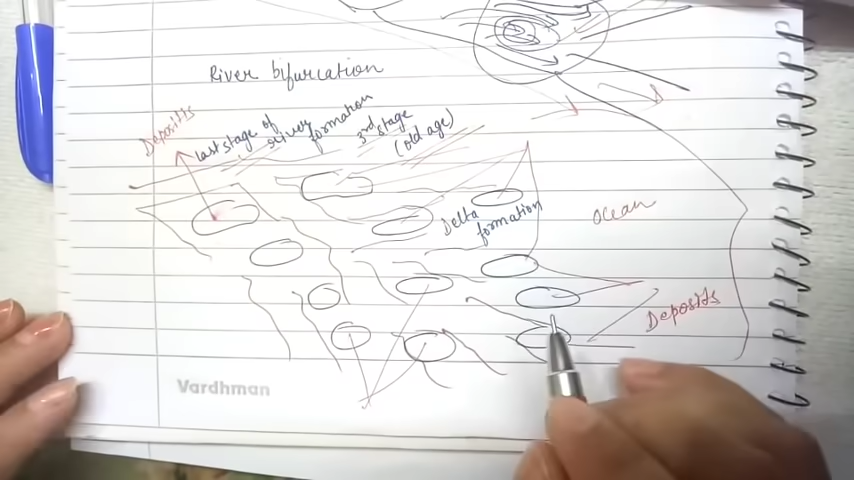 River bifurcation
Deposits
last stage of
river formation
3rd stage
(old age)
Delta
formation
Ocean
Deposits
Vardhman